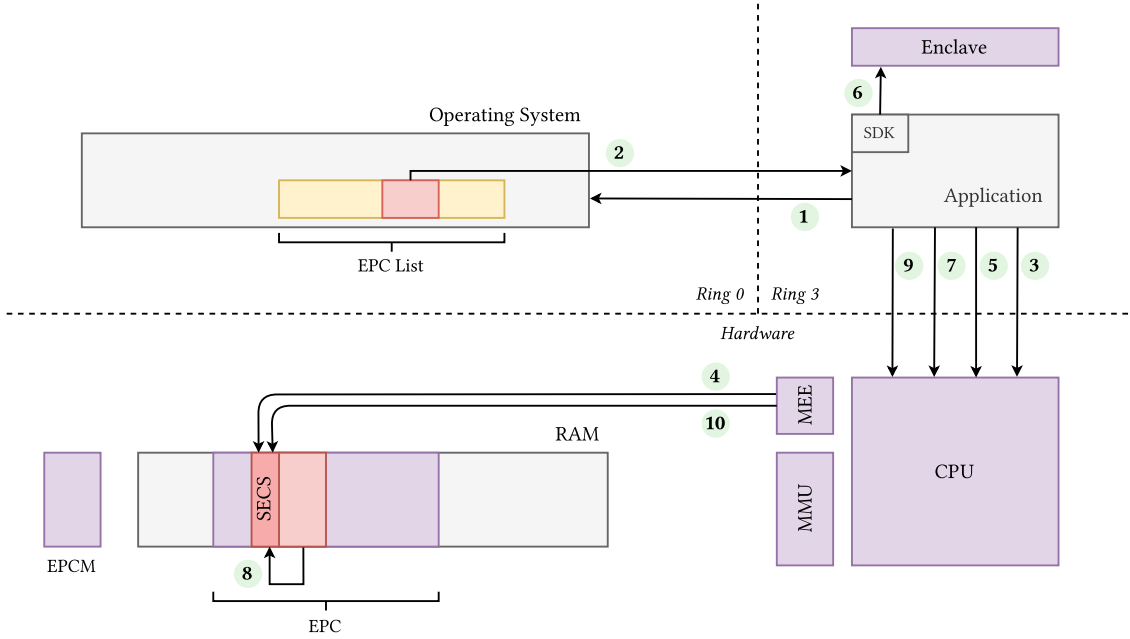 Enclave
6
SDK
Operating System
2
Application
1
EPC List
9
7
5
3
Ring 0
Ring 3
Hardware
4
MEE
10
RAM
SECS
MMU
CPU
EPCM
8
EPC